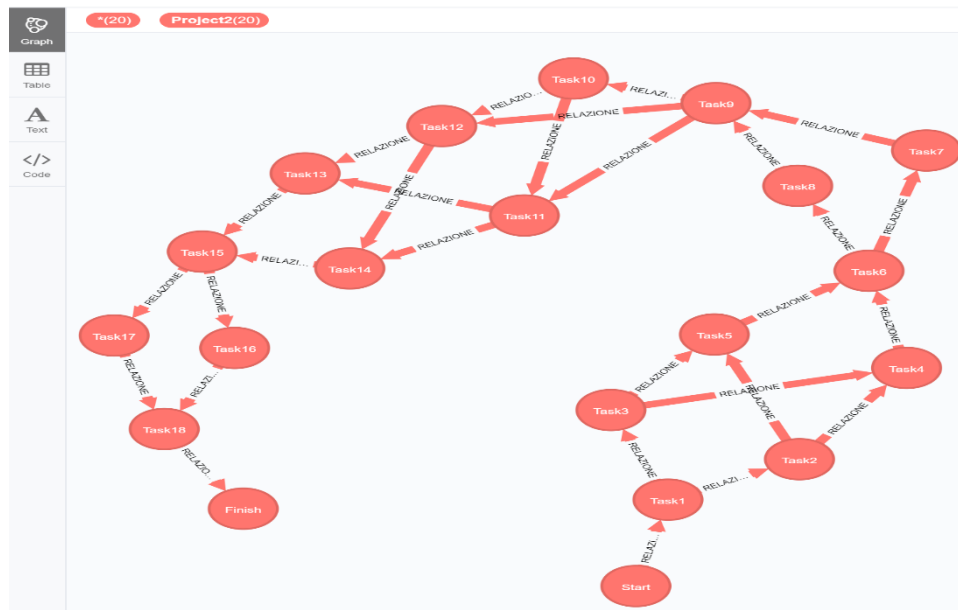 *(20) Project2(20)
Graph
Table
Text
Code
Task10
RELAZI...
Task9
RELAZIO...
RELAZIONE
RELAZIONE
Task12
Task7
RELAZIONE
RELAZIONE
RELAZIONE
RELAZIONE
Task13
Task8
RELAZIONE
RELAZIONE
Task11
RELAZIONE
RELAZIONE
RELAZIONE
RELAZIONE
Task15
RELAZI...
Task14
Task6
RELAZIONE
RELAZIONE
RELAZIONE
RELAZIONE
Task17
Task16
Task5
RELAZIONE
RELAZI...
RELAZIONE
Task4
RELAZIONE
RELAZIONE
Task3
RELAZIONE
Task18
RELAZIO...
RELAZIONE
Task2
RELAZI...
Task1
Finish
RELAZI...
Start